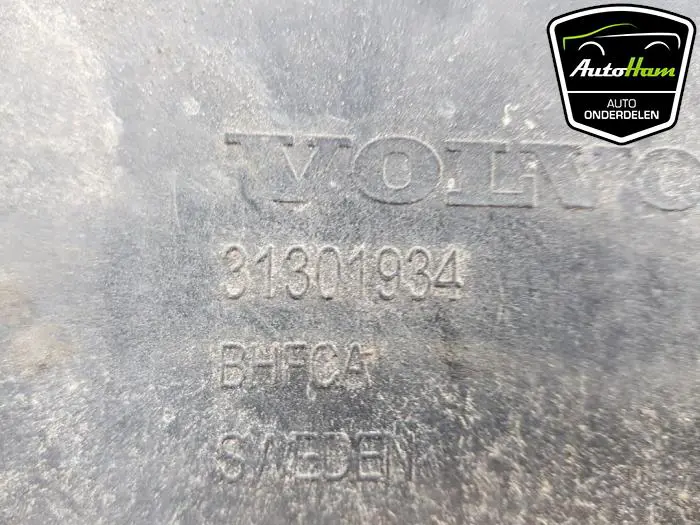 AutoHam
AUTO
ONDERDELEN
VOLVO
31301934
BHFCA
SWEDEN